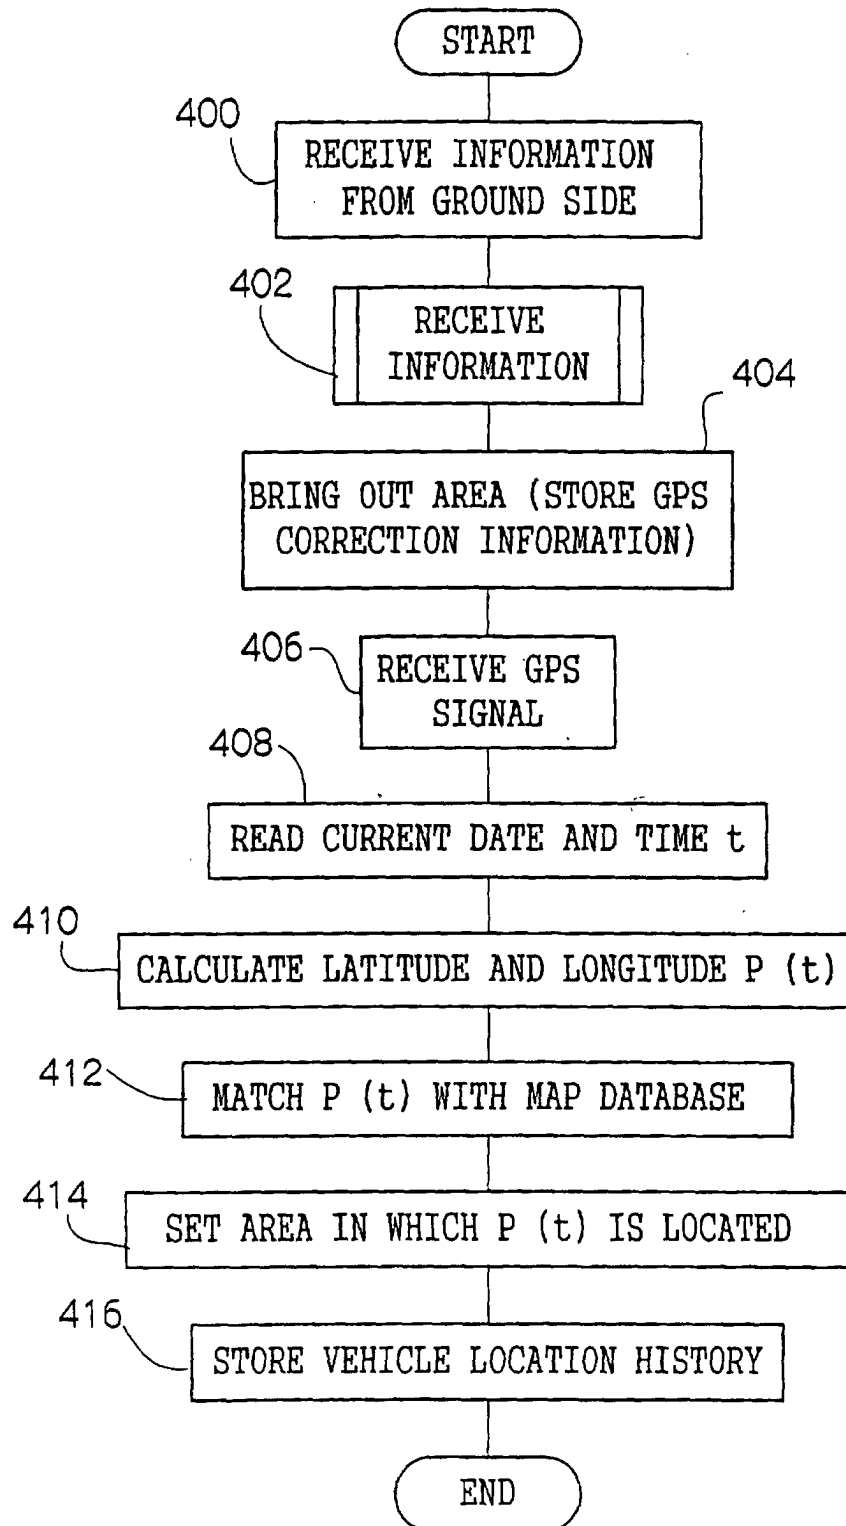 START
400
RECEIVE INFORMATION
FROM GROUND SIDE
402
RECEIVE
INFORMATION
404
BRING OUT AREA (STORE GPS
CORRECTION INFORMATION)
406
RECEIVE GPS
SIGNAL
408
READ CURRENT DATE AND TIME t
410
CALCULATE LATITUDE AND LONGITUDE P (t)
412
MATCH P (t) WITH MAP DATABASE
414
SET AREA IN WHICH P (t) IS LOCATED
416
STORE VEHICLE LOCATION HISTORY
END